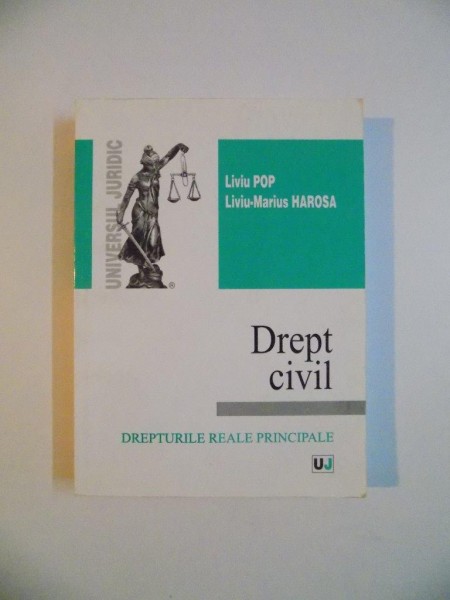 UNIVERSUL JURIDIC
®
Liviu POP
Liviu-Marius HAROSA
Drept
civil
DREPTURILE REALE PRINCIPALE
UJ